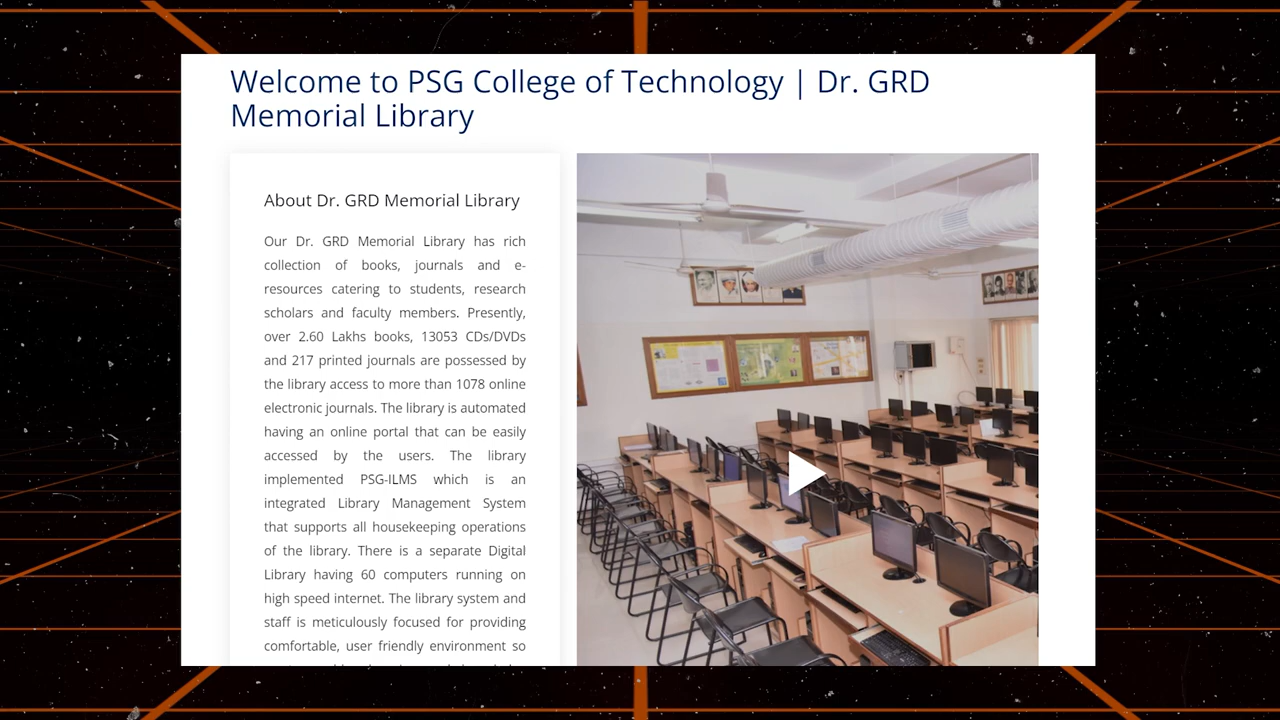 Welcome to PSG College of Technology | Dr. GRD
Memorial Library
About Dr. GRD Memorial Library
Our Dr. GRD Memorial Library has rich
collection of books, journals and e-
resources catering to students, research
scholars and faculty members. Presently,
over 2.60 Lakhs books, 13053 CDs/DVDs
and 217 printed journals are possessed by
the library access to more than 1078 online
electronic journals. The library is automated
having an online portal that can be easily
accessed by the users. The library
implemented PSG-ILMS which is an
integrated Library Management System
that supports all housekeeping operations
of the library. There is a separate Digital
Library having 60 computers running on
high speed internet. The library system and
staff is meticulously focused for providing
comfortable, user friendly environment so